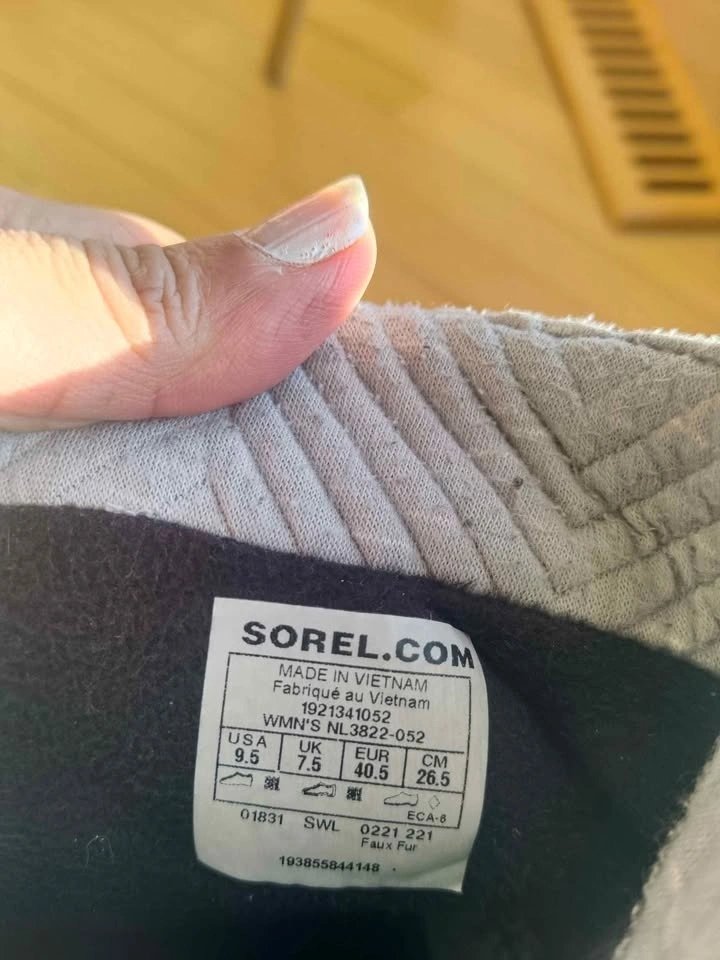 SOREL.COM
MADE IN VIETNAM
Fabriqué au Vietnam
1921341052
WMN'S NL3822-052
USA UK EUR CM
9.5 7.5 40.5 26.5
ECA-6
01831 SWL 0221 221
Faux Fur
193855844148